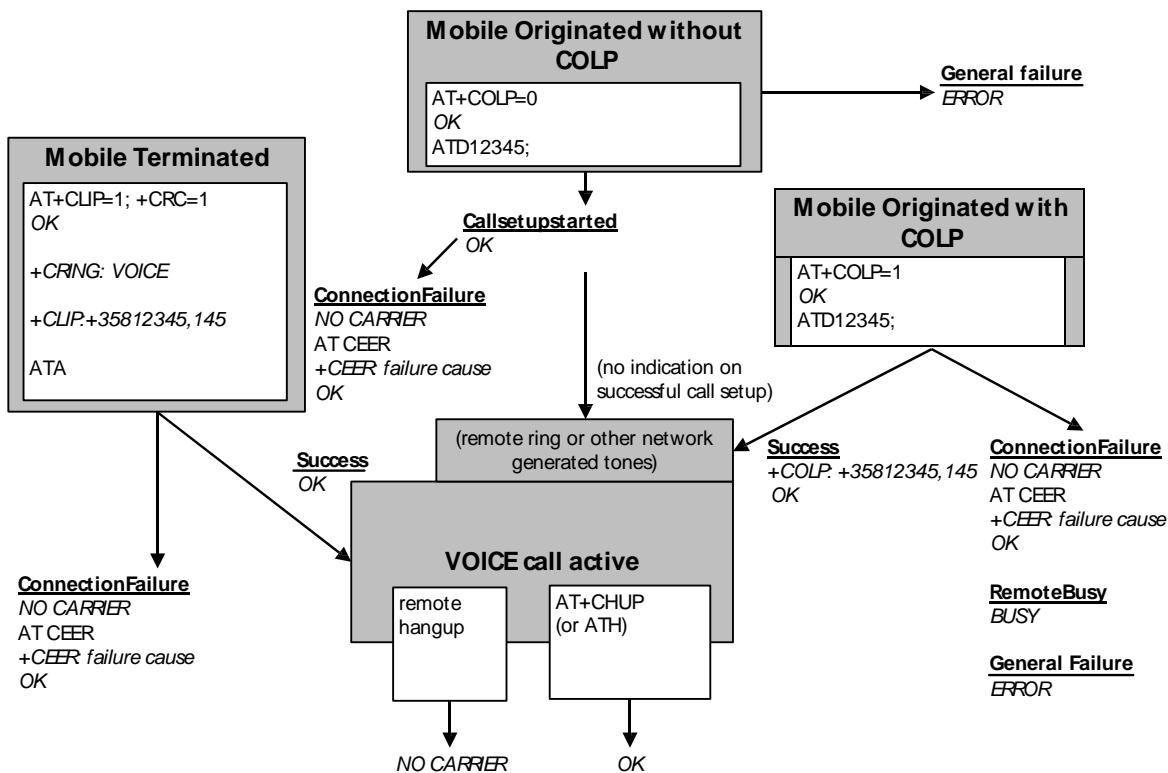 Mobile Originated without
COLP
AT+COLP=0
OK
ATD12345;
General failure
ERROR
Mobile Terminated
AT+CLIP=1; +CRC=1
OK
+CRING: VOICE
+CLIP:+35812345,145
ATA
Callsetupstarted
OK
Mobile Originated with
COLP
AT+COLP=1
OK
ATD12345;
ConnectionFailure
NO CARRIER
AT CEER
+CEER: failure cause
OK
(no indication on
successful call setup)
(remote ring or other network
generated tones)
Success
OK
Success
+COLP: +35812345,145
OK
ConnectionFailure
NO CARRIER
AT CEER
+CEER: failure cause
OK
RemoteBusy
BUSY
General Failure
ERROR
VOICE call active
remote
hangup
AT+CHUP
(or ATH)
ConnectionFailure
NO CARRIER
AT CEER
+CEER: failure cause
OK
NO CARRIER
OK